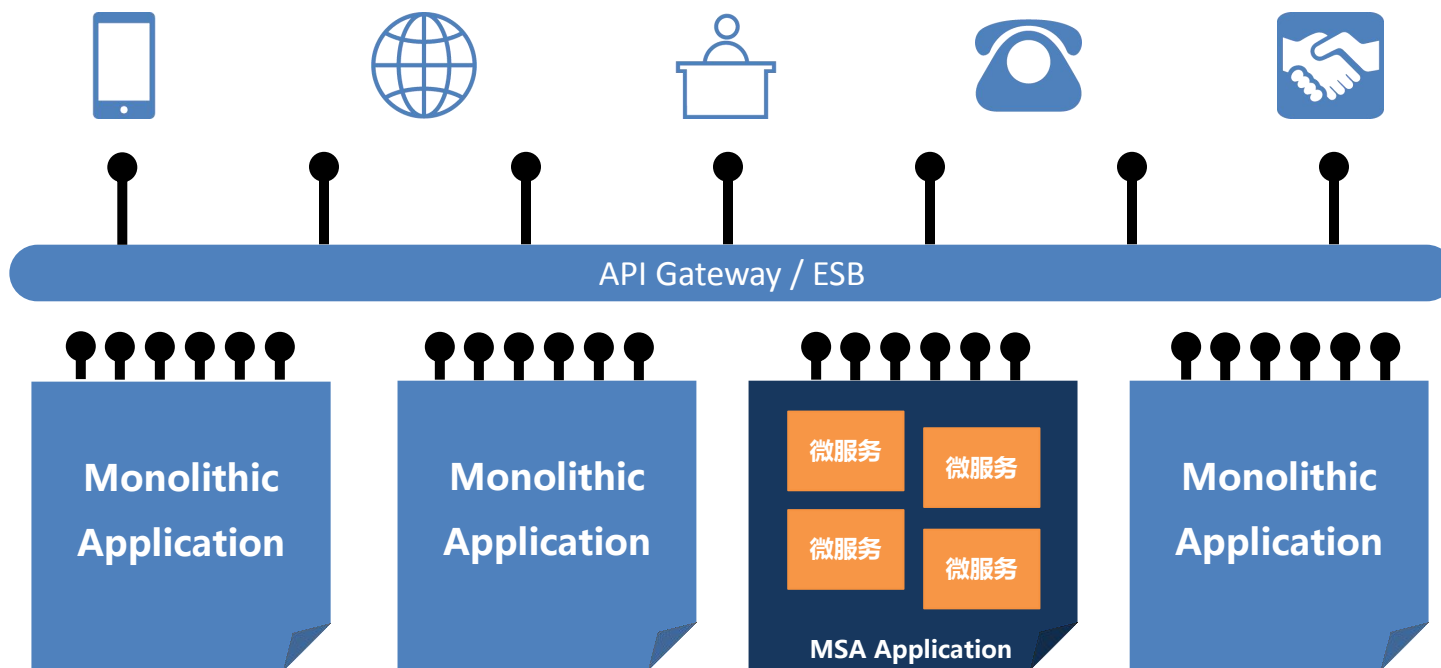 API Gateway / ESB
Monolithic
Application
Monolithic
Application
微服务
微服务
微服务
微服务
MSA Application
Monolithic
Application